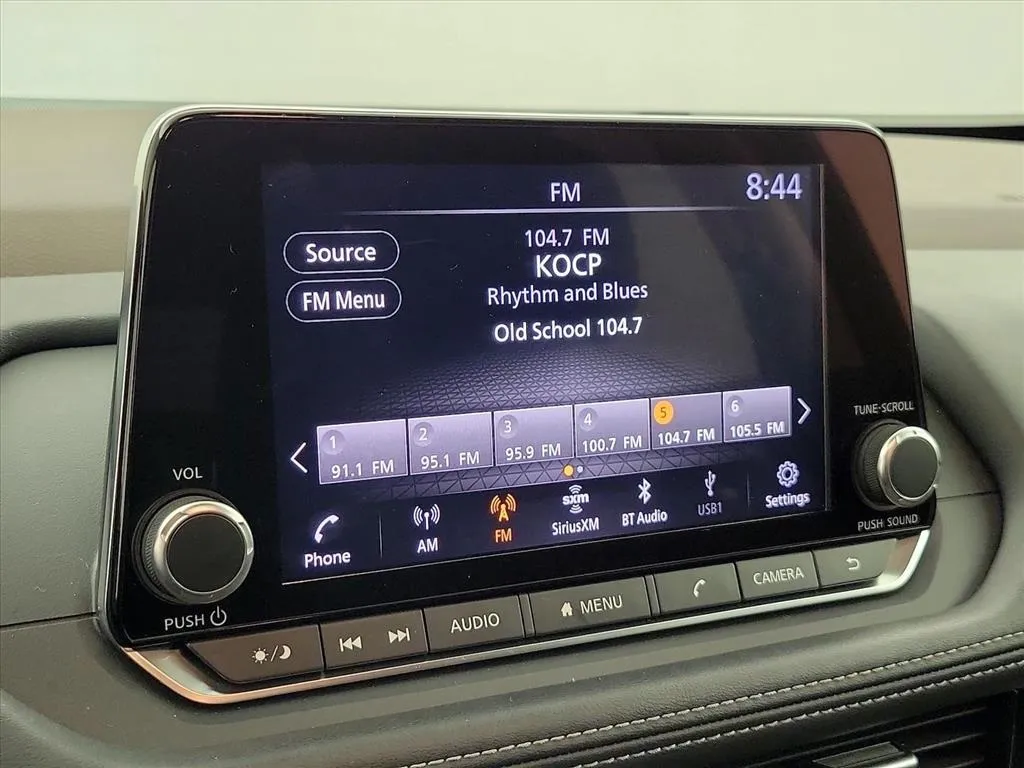 FM
8:44
Source
104.7 FM
KOCP
FM Menu
Rhythm and Blues
Old School 104.7
1
91.1 FM
2
95.1 FM
3
95.9 FM
4
100.7 FM
5
104.7 FM
6
105.5 FM
TUNE·SCROLL
VOL
Phone
AM
FM
sxm
SiriusXM
BT Audio
USB1
Settings
PUSH SOUND
PUSH
AUDIO
MENU
CAMERA